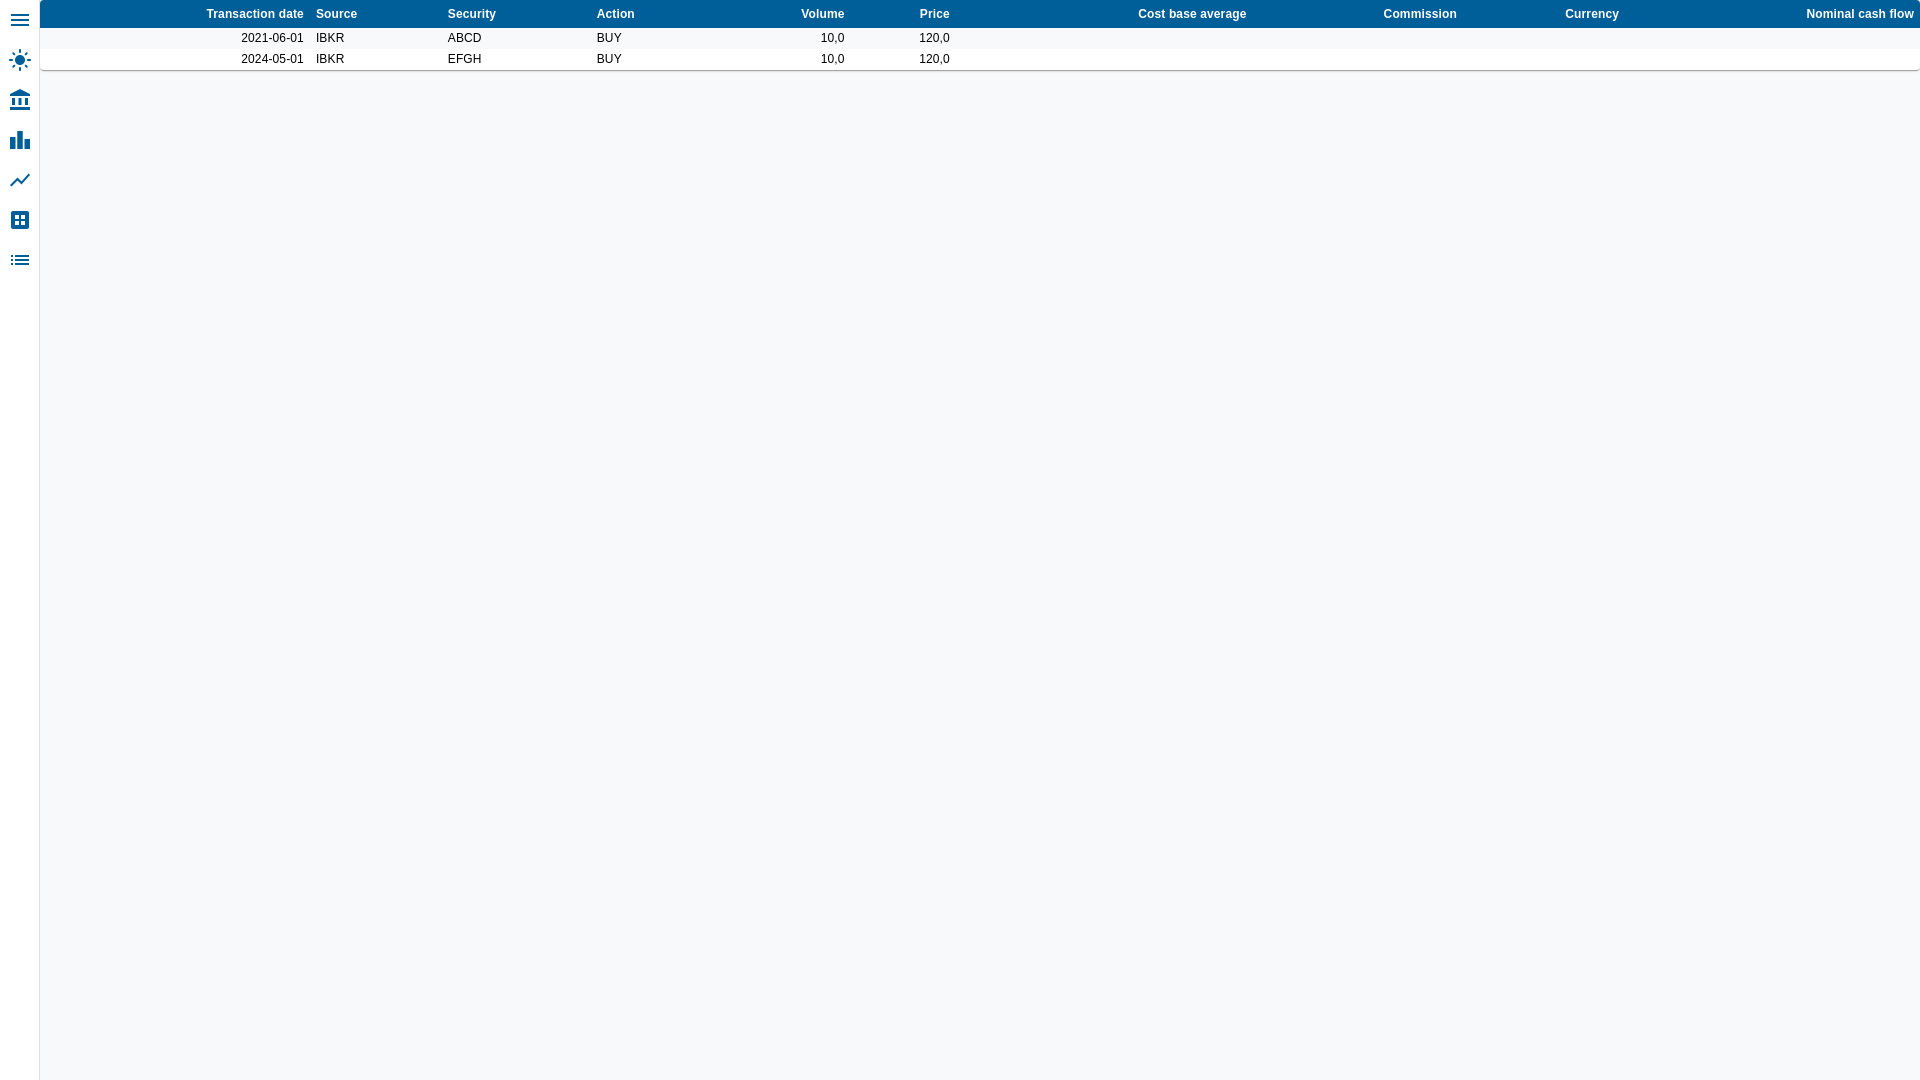 Transaction date Source Security Action Volume Price Cost base average Commission Currency Nominal cash flow
2021-06-01 IBKR ABCD BUY 10,0 120,0
2024-05-01 IBKR EFGH BUY 10,0 120,0